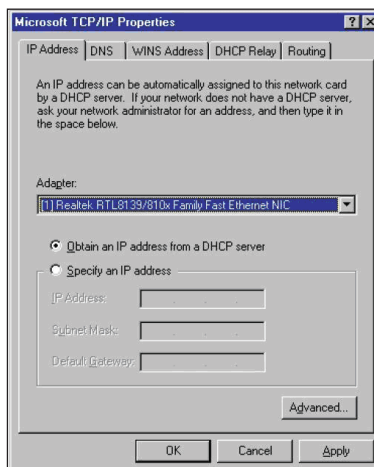 Microsoft TCP/IP Properties
IP Address DNS WINS Address DHCP Relay Routing
An IP address can be automatically assigned to this network card
by a DHCP server. If your network does not have a DHCP server,
ask your network administrator for an address, and then type it in
the space below.
Adapter:
[1] Realtek RTL8139/810x Family Fast Ethernet NIC
Obtain an IP address from a DHCP server
Specify an IP address
IP Address:
Subnet Mask:
Default Gateway:
Advanced...
OK Cancel Apply